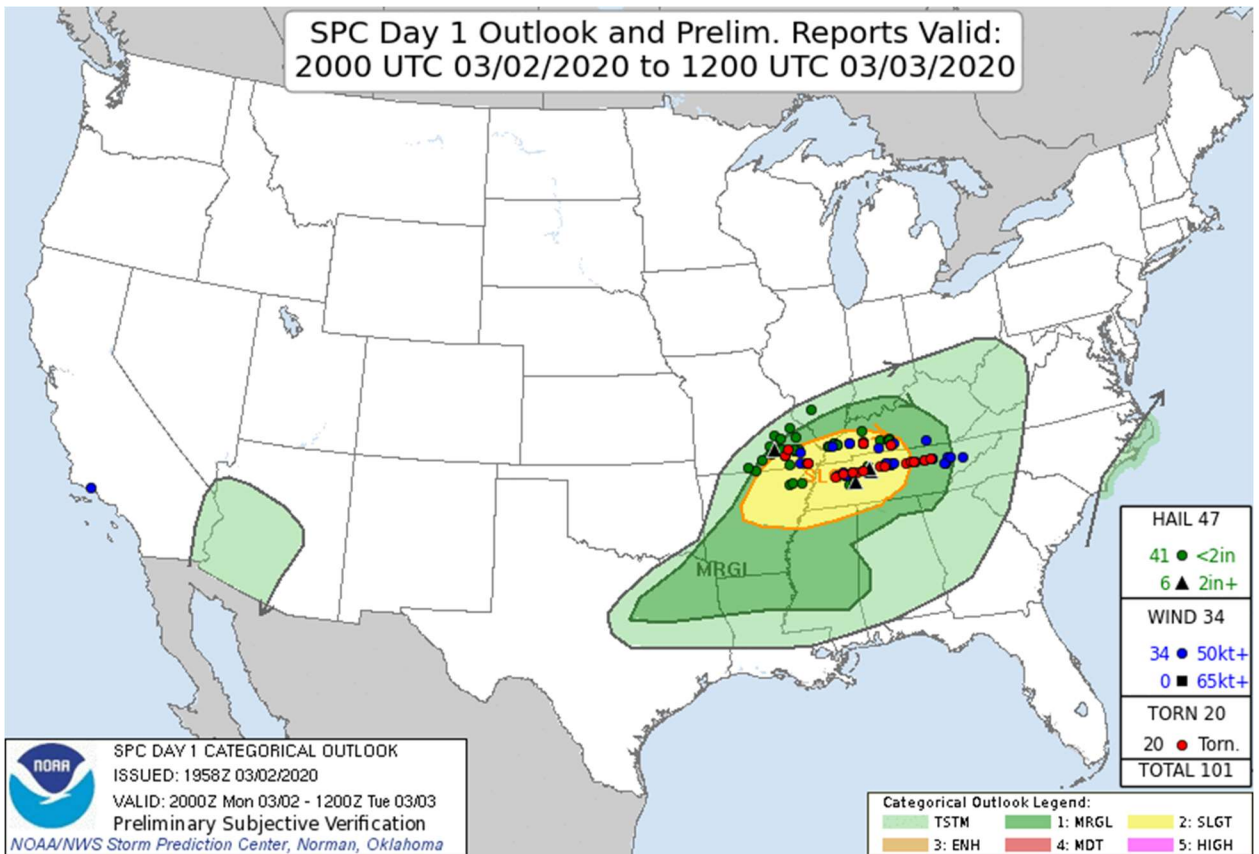 SPC Day 1 Outlook and Prelim. Reports Valid:
2000 UTC 03/02/2020 to 1200 UTC 03/03/2020
SL
MRGL
HAIL 47
41 <2in
6 2in+
WIND 34
34 50kt+
0 65kt+
TORN 20
20 Torn.
TOTAL 101
NOAA
SPC DAY 1 CATEGORICAL OUTLOOK
ISSUED: 1958Z 03/02/2020
VALID: 2000Z Mon 03/02 - 1200Z Tue 03/03
Preliminary Subjective Verification
NOAA/NWS Storm Prediction Center, Norman, Oklahoma
Categorical Outlook Legend:
TSTM 1: MRGL 2: SLGT
3: ENH 4: MDT 5: HIGH